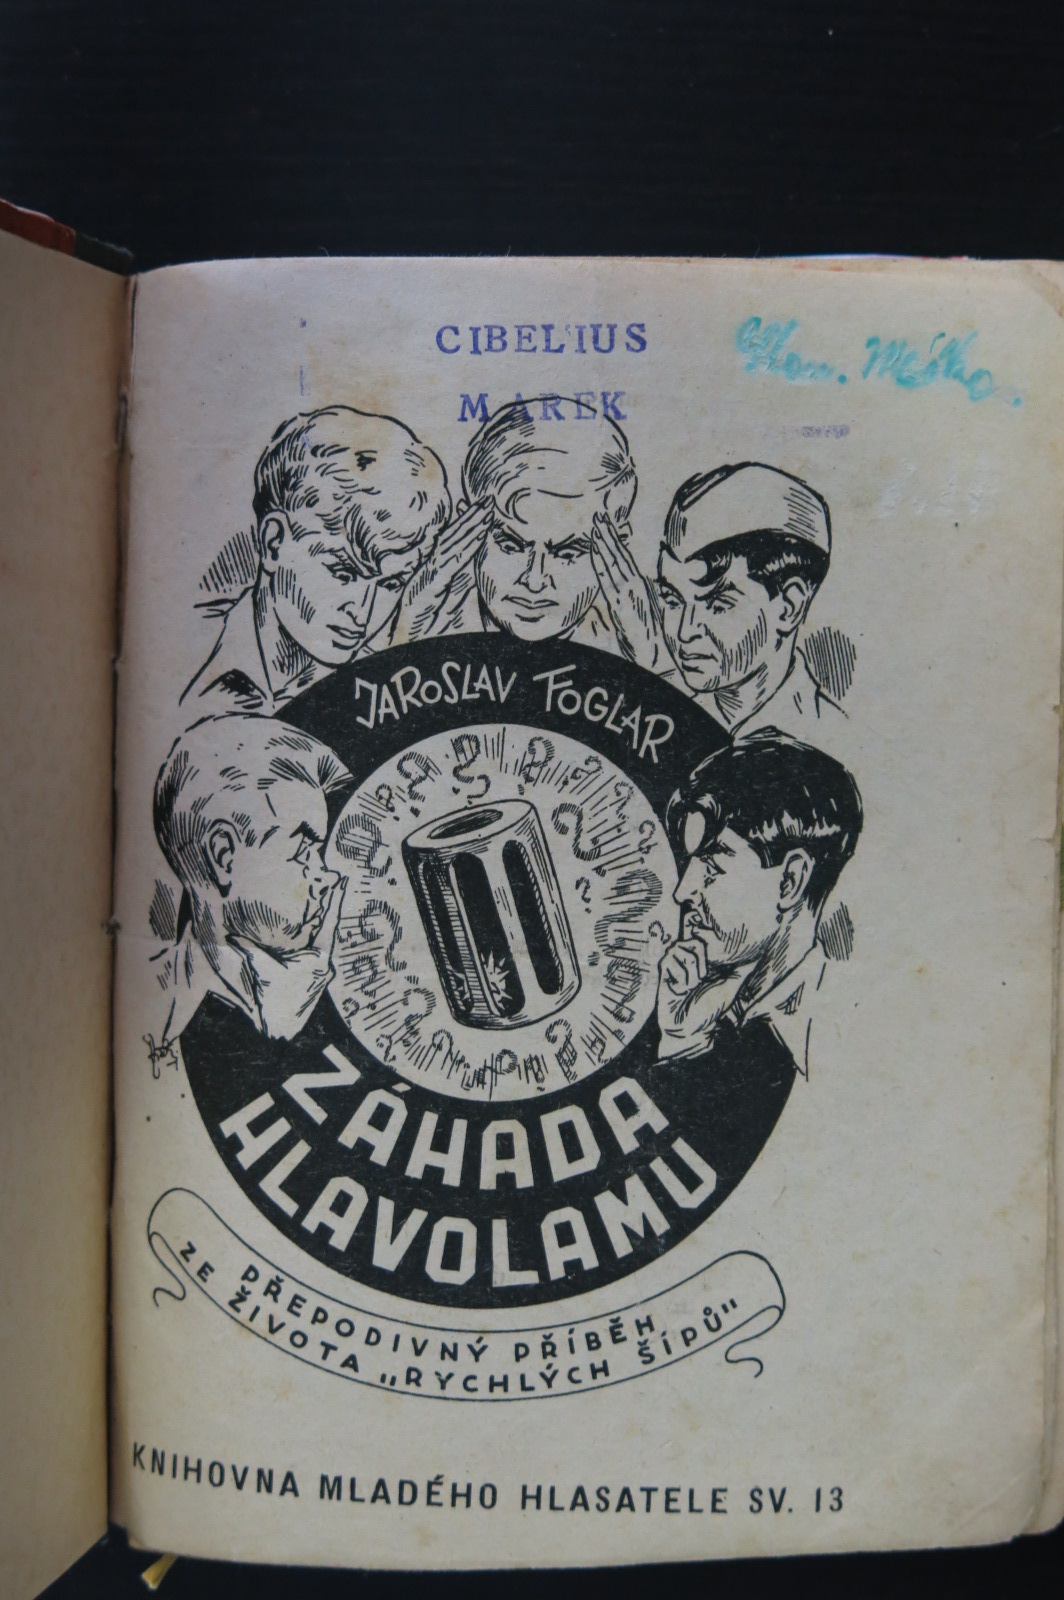 CIBELIUS
MAREK
JAROSLAV FOGLAR
ZÁHADA
HLAVOLAMU
PŘEPODIVNÝ PŘÍBĚH
ZE ŽIVOTA „RYCHLÝCH ŠÍPŮ"
KNIHOVNA MLADÉHO HLASATELE SV. 13